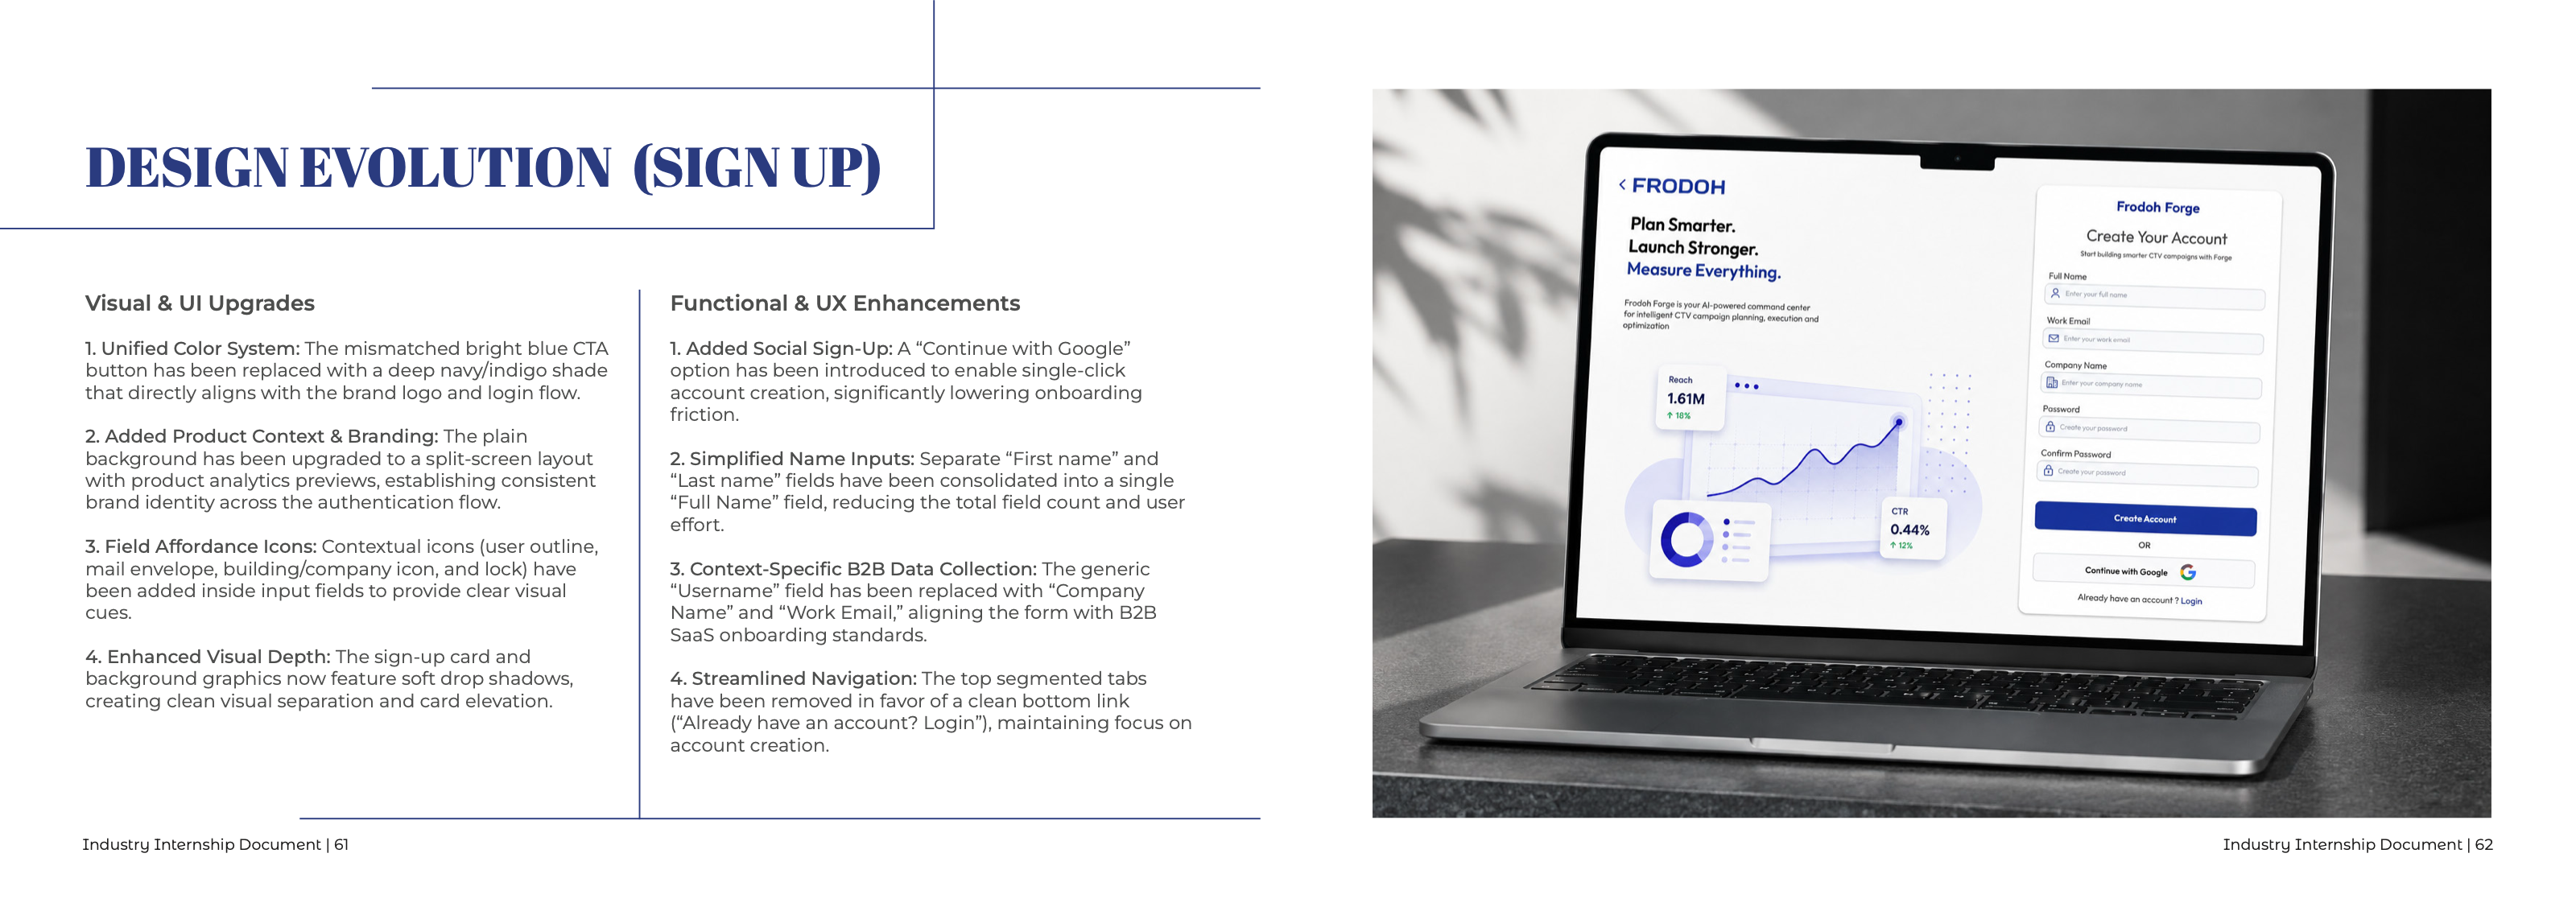 DESIGN EVOLUTION (SIGN UP)
Visual & UI Upgrades
1. Unified Color System: The mismatched bright blue CTA
button has been replaced with a deep navy/indigo shade
that directly aligns with the brand logo and login flow.
2. Added Product Context & Branding: The plain
background has been upgraded to a split-screen layout
with product analytics previews, establishing consistent
brand identity across the authentication flow.
3. Field Affordance Icons: Contextual icons (user outline,
mail envelope, building/company icon, and lock) have
been added inside input fields to provide clear visual
cues.
4. Enhanced Visual Depth: The sign-up card and
background graphics now feature soft drop shadows,
creating clean visual separation and card elevation.
Functional & UX Enhancements
1. Added Social Sign-Up: A “Continue with Google”
option has been introduced to enable single-click
account creation, significantly lowering onboarding
friction.
2. Simplified Name Inputs: Separate “First name” and
“Last name” fields have been consolidated into a single
“Full Name” field, reducing the total field count and user
effort.
3. Context-Specific B2B Data Collection: The generic
“Username” field has been replaced with “Company
Name” and “Work Email,” aligning the form with B2B
SaaS onboarding standards.
4. Streamlined Navigation: The top segmented tabs
have been removed in favor of a clean bottom link
(“Already have an account? Login”), maintaining focus on
account creation.
Industry Internship Document | 61
FRODOH
Plan Smarter.
Launch Stronger.
Measure Everything.
Frodoh Forge is your AI-powered command center
for intelligent CTV campaign planning, execution and
optimization
Reach
1.61M
↑ 18%
CTR
0.44%
↑ 12%
Frodoh Forge
Create Your Account
Start building smarter CTV campaigns with Forge
Full Name
Enter your full name
Work Email
Enter your work email
Company Name
Enter your company name
Password
Create your password
Confirm Password
Create your password
Create Account
OR
Continue with Google
Already have an account ? Login
Industry Internship Document | 62